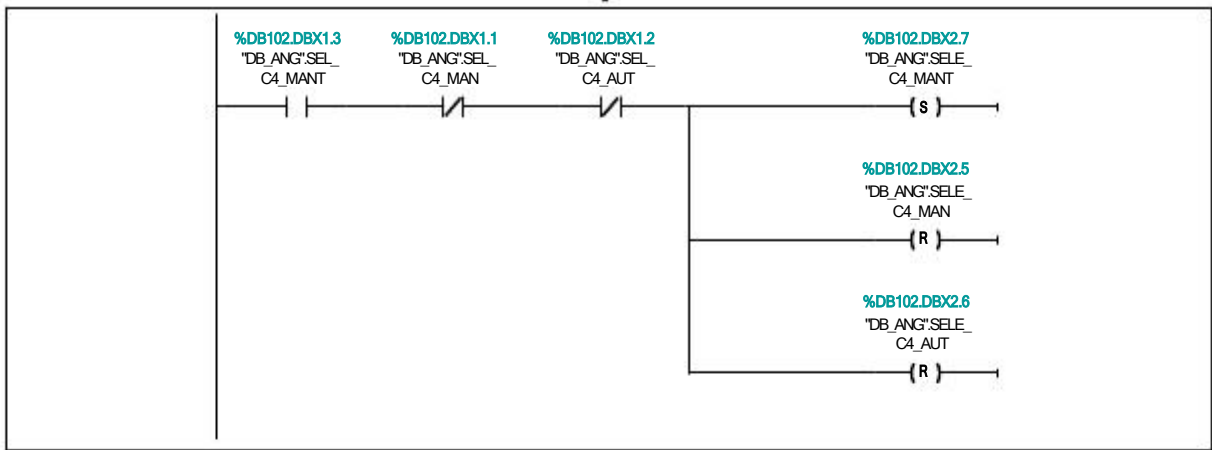 %DB102.DBX1.3
"DB_ANG".SEL_
C4_MANT
%DB102.DBX1.1
"DB_ANG".SEL_
C4_MAN
%DB102.DBX1.2
"DB_ANG".SEL_
C4_AUT
%DB102.DBX2.7
"DB_ANG".SELE_
C4_MANT
S
%DB102.DBX2.5
"DB_ANG".SELE_
C4_MAN
R
%DB102.DBX2.6
"DB_ANG".SELE_
C4_AUT
R